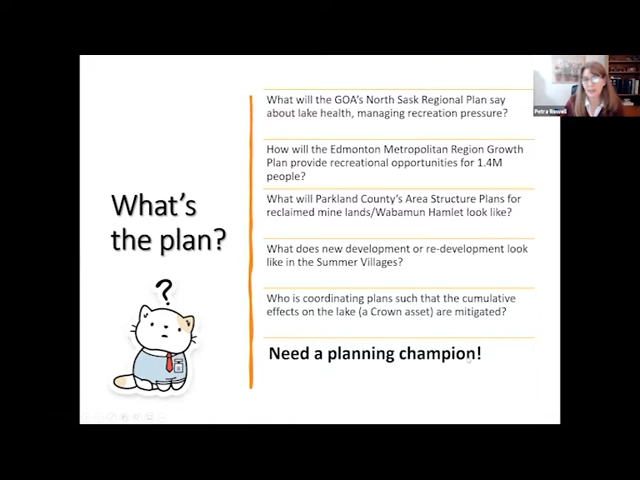 What will the GOA's North Sask Regional Plan say
about lake health, managing recreation pressure?
How will the Edmonton Metropolitan Region Growth
Plan provide recreational opportunities for 1.4M
people?
What's
the plan?
What will Parkland County's Area Structure Plans for
reclaimed mine lands/Wabamun Hamlet look like?
What does new development or re-development look
like in the Summer Villages?
?
Who is coordinating plans such that the cumulative
effects on the lake (a Crown asset) are mitigated?
Need a planning champion!
Petra Rowell